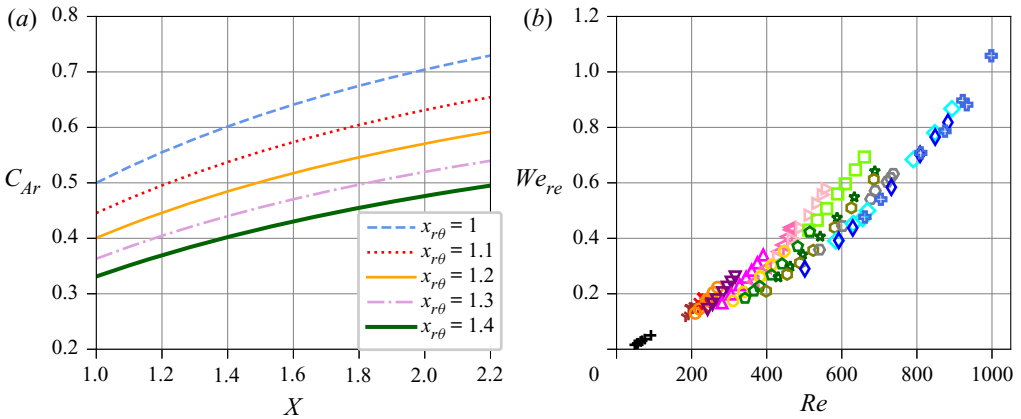 (a)
0.8
0.7
0.6
0.5
0.4
0.3
0.2
C_Ar
1.0 1.2 1.4 1.6 1.8 2.0 2.2
X
x_rθ = 1
x_rθ = 1.1
x_rθ = 1.2
x_rθ = 1.3
x_rθ = 1.4
(b)
1.2
1.0
0.8
0.6
0.4
0.2
We_re
0 200 400 600 800 1000
Re